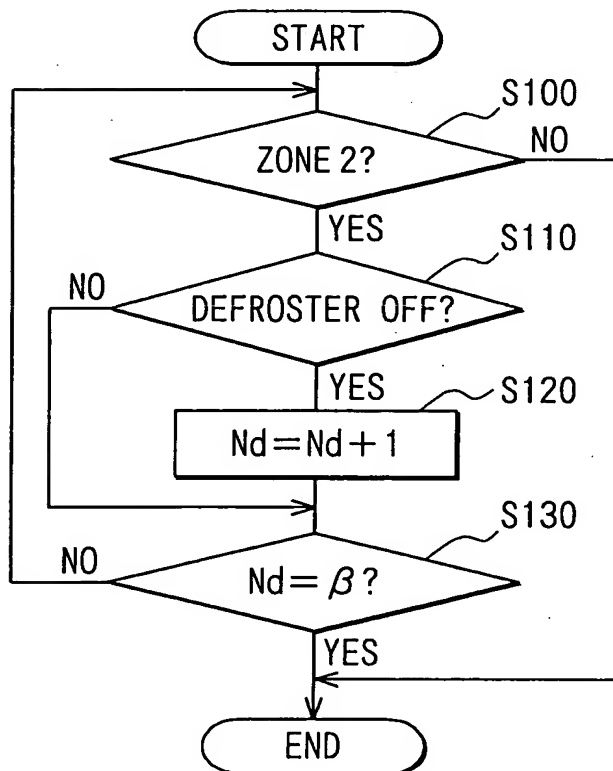 START
S100
ZONE 2?
NO
YES
S110
NO
DEFROSTER OFF?
YES
S120
Nd=Nd+1
S130
NO
Nd=β?
YES
END